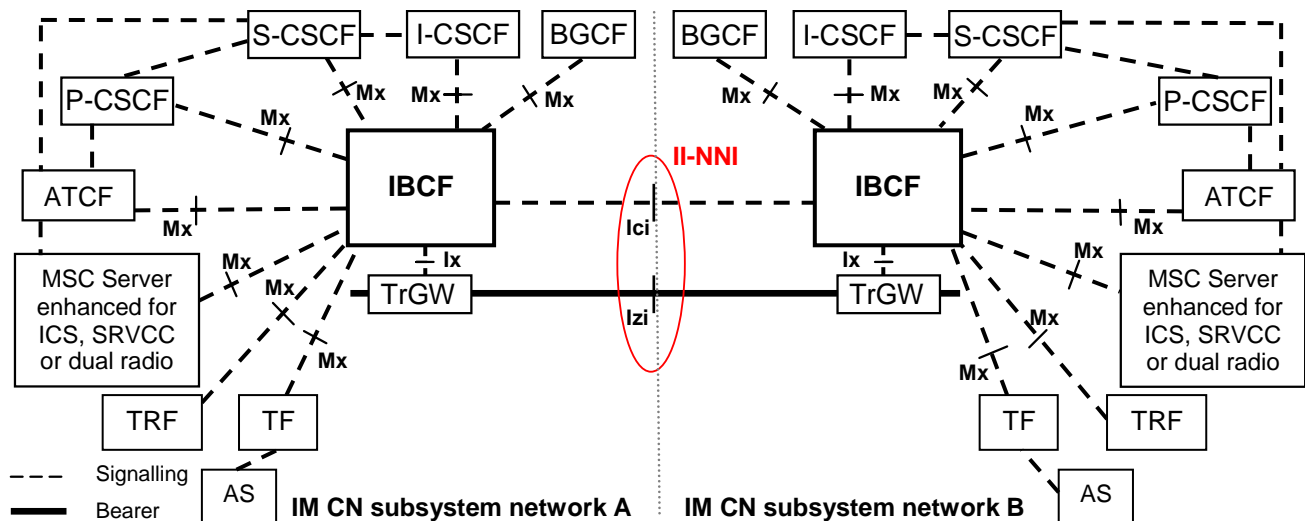 S-CSCF
I-CSCF
BGCF
BGCF
I-CSCF
S-CSCF
P-CSCF
Mx
Mx
Mx
Mx
Mx
Mx
P-CSCF
Mx
Mx
II-NNI
ATCF
IBCF
IBCF
ATCF
Mx
Ici
Mx
Ix
Ix
MSC Server
enhanced for
ICS, SRVCC
or dual radio
Mx
Mx
TrGW
Izi
TrGW
Mx
MSC Server
enhanced for
ICS, SRVCC
or dual radio
Mx
Mx
Mx
TRF
TF
TF
TRF
Signalling
AS
AS
Bearer
IM CN subsystem network A
IM CN subsystem network B